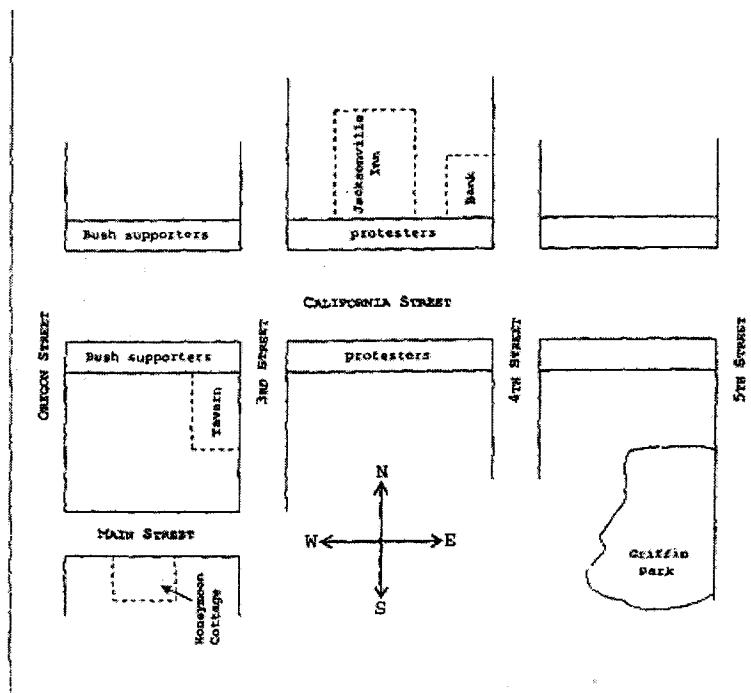 Jacksonville
Inn
Bank
Bush supporters
protesters
CALIFORNIA STREET
OREGON STREET
Bush supporters
3RD STREET
protesters
4TH STREET
5TH STREET
Tavern
N
W
E
S
MAIN STREET
Honeymoon
Cottage
Griffin
Park